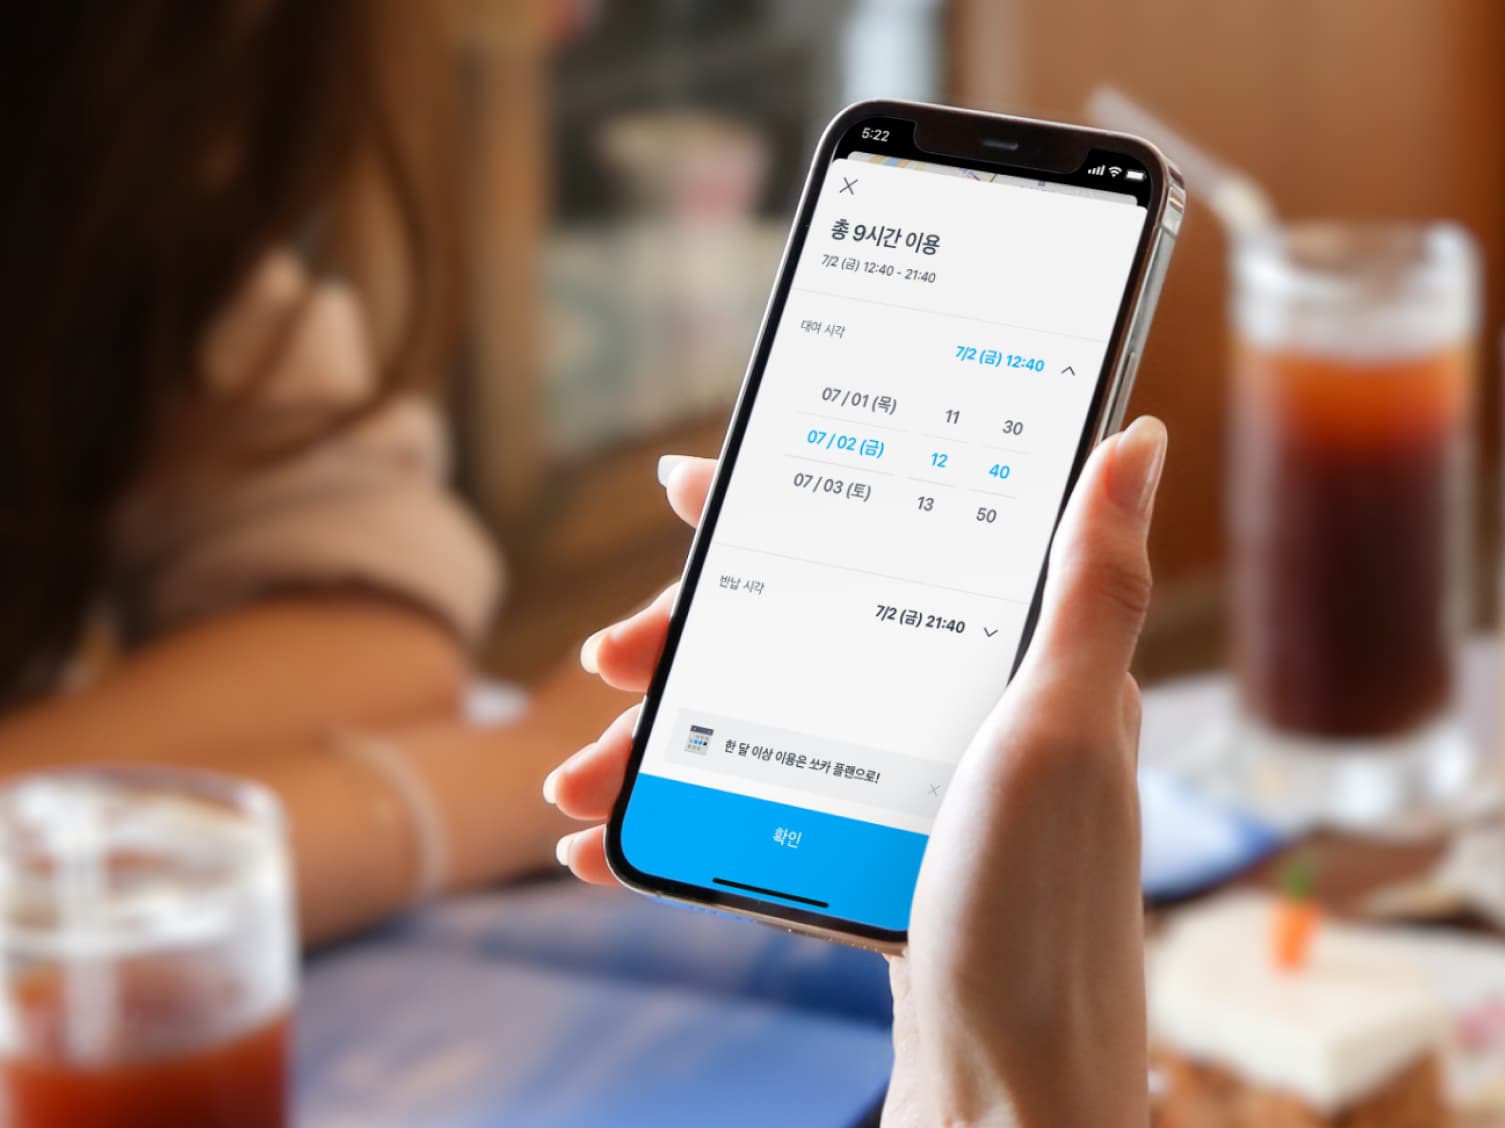 5:22
총 9시간 이용
7/2 (금) 12:40 - 21:40
대여 시각
7/2 (금) 12:40
07 / 01 (목) 11 30
07 / 02 (금) 12 40
07 / 03 (토) 13 50
반납 시각
7/2 (금) 21:40
한 달 이상 이용은 쏘카 플랜으로!
확인